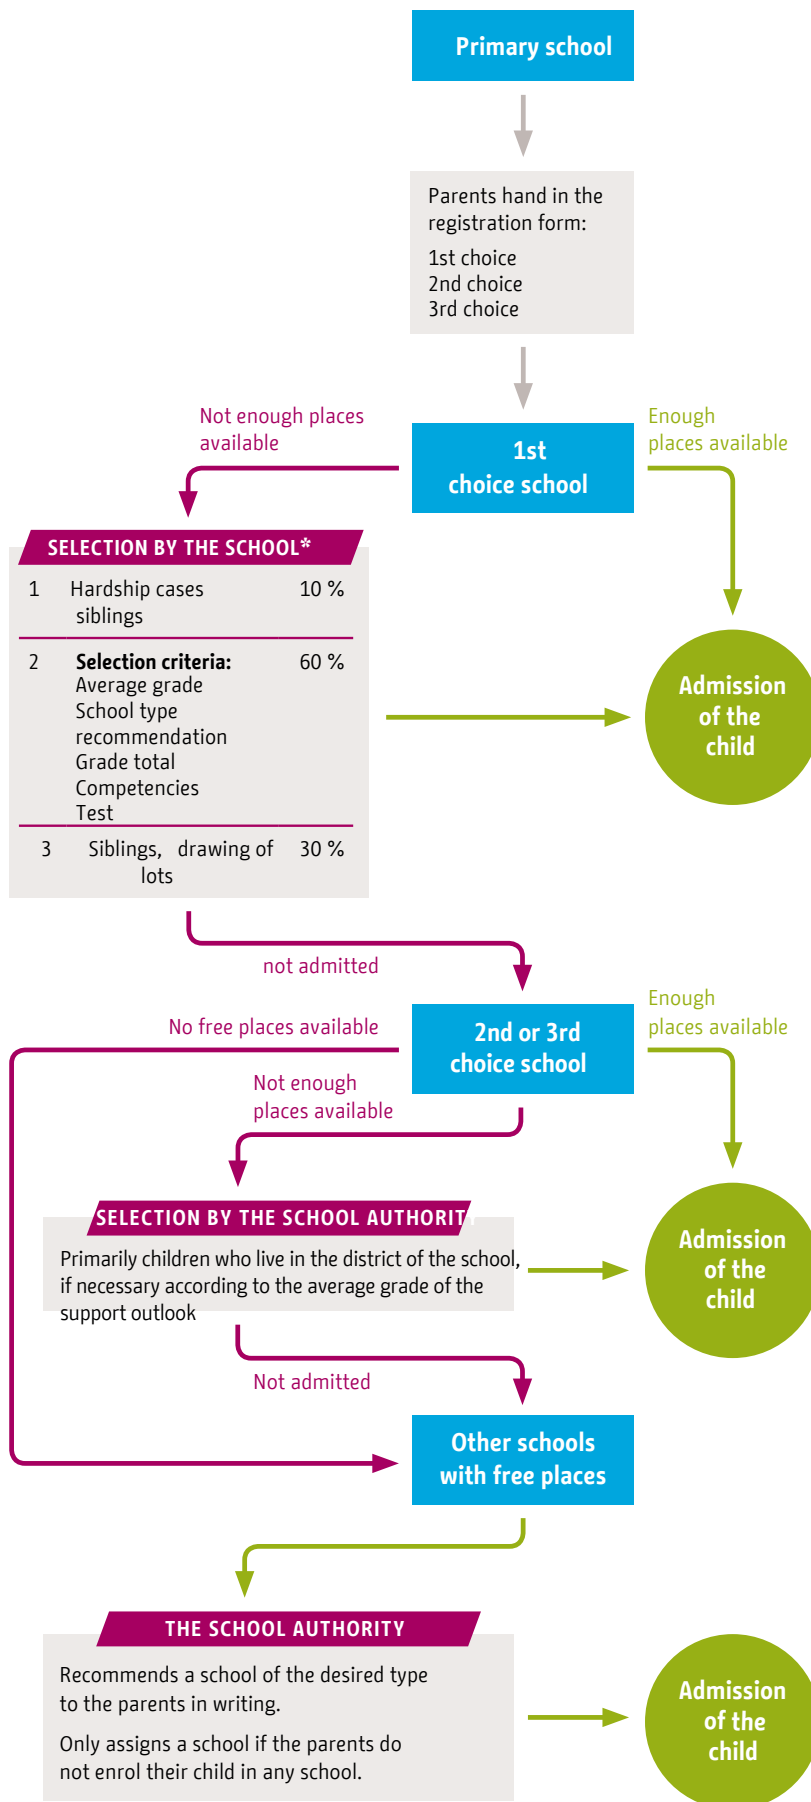 Primary school
Parents hand in the
registration form:
1st choice
2nd choice
3rd choice
Not enough places
available
Enough
places available
1st
choice school
SELECTION BY THE SCHOOL*
1 Hardship cases 10 %
siblings
2 Selection criteria: 60 %
Average grade
School type
recommendation
Grade total
Competencies
Test
3 Siblings, drawing of 30 %
lots
Admission
of the
child
not admitted
No free places available
2nd or 3rd
choice school
Enough
places available
Not enough
places available
SELECTION BY THE SCHOOL AUTHORITY
Primarily children who live in the district of the school,
if necessary according to the average grade of the
support outlook
Admission
of the
child
Not admitted
Other schools
with free places
THE SCHOOL AUTHORITY
Recommends a school of the desired type
to the parents in writing.
Only assigns a school if the parents do
not enrol their child in any school.
Admission
of the
child